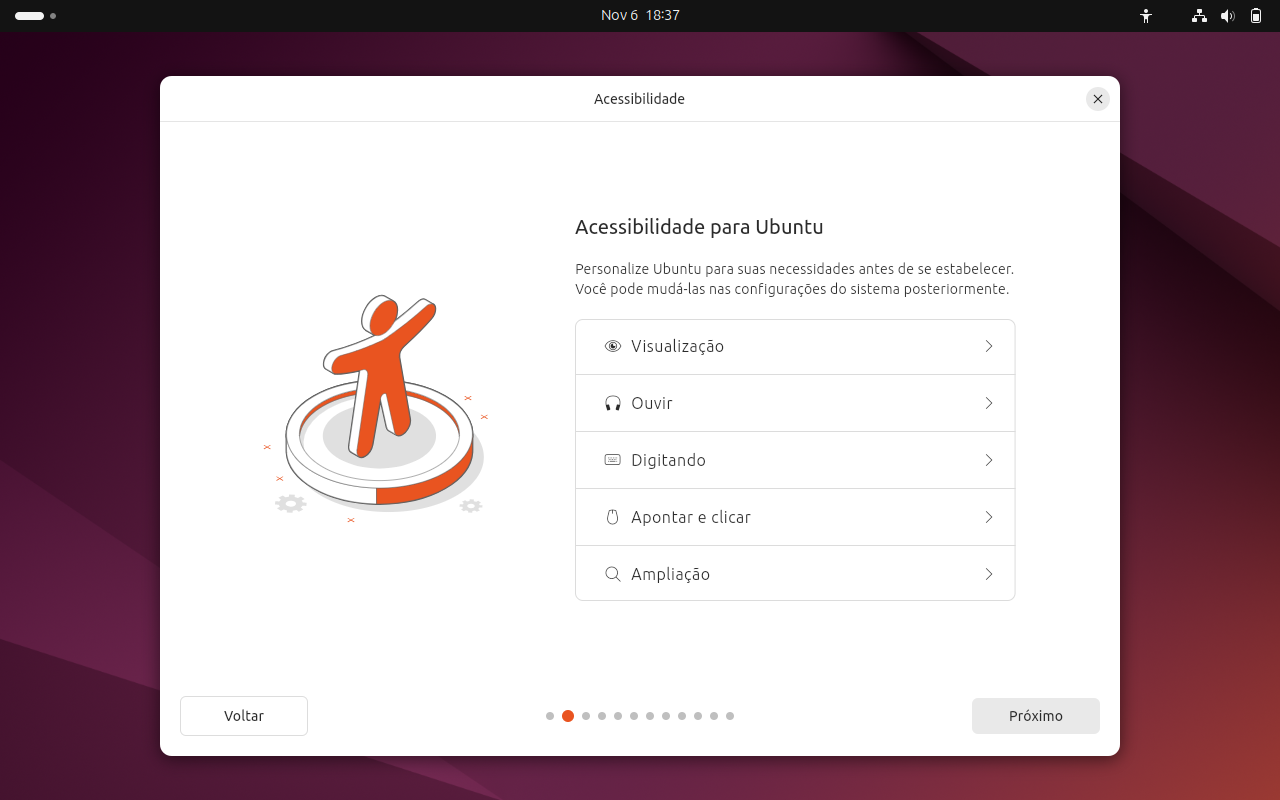 Nov 6 18:37
Acessibilidade
Acessibilidade para Ubuntu
Personalize Ubuntu para suas necessidades antes de se estabelecer.
Você pode mudá-las nas configurações do sistema posteriormente.
Visualização
Ouvir
Digitando
Apontar e clicar
Ampliação
Voltar
Próximo